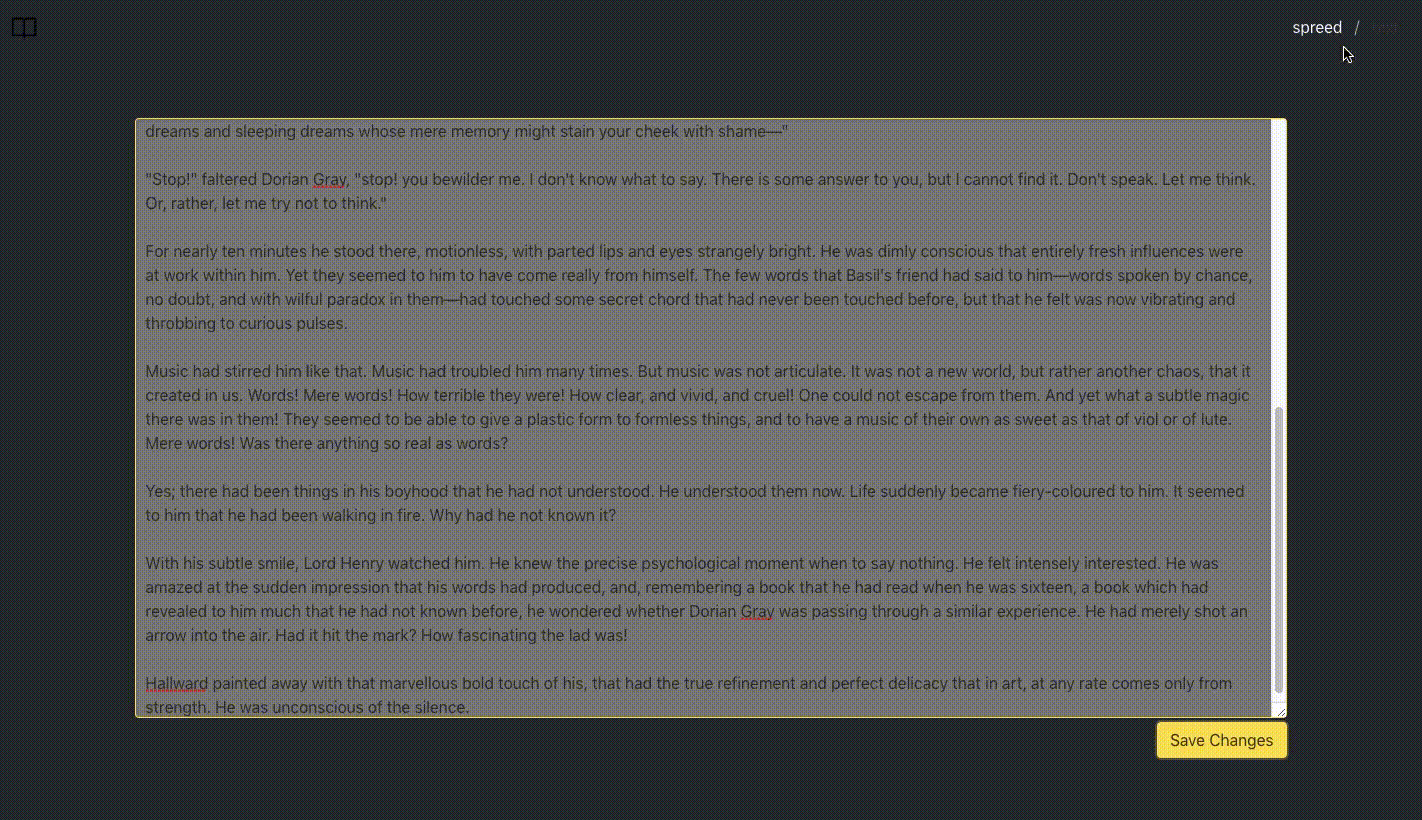 spreed /
dreams and sleeping dreams whose mere memory might stain your cheek with shame—"
"Stop!" faltered Dorian Gray, "stop! you bewilder me. I don't know what to say. There is some answer to you, but I cannot find it. Don't speak. Let me think.
Or, rather, let me try not to think."
For nearly ten minutes he stood there, motionless, with parted lips and eyes strangely bright. He was dimly conscious that entirely fresh influences were
at work within him. Yet they seemed to him to have come really from himself. The few words that Basil's friend had said to him—words spoken by chance,
no doubt, and with wilful paradox in them—had touched some secret chord that had never been touched before, but that he felt was now vibrating and
throbbing to curious pulses.
Music had stirred him like that. Music had troubled him many times. But music was not articulate. It was not a new world, but rather another chaos, that it
created in us. Words! Mere words! How terrible they were! How clear, and vivid, and cruel! One could not escape from them. And yet what a subtle magic
there was in them! They seemed to be able to give a plastic form to formless things, and to have a music of their own as sweet as that of viol or of lute.
Mere words! Was there anything so real as words?
Yes; there had been things in his boyhood that he had not understood. He understood them now. Life suddenly became fiery-coloured to him. It seemed
to him that he had been walking in fire. Why had he not known it?
With his subtle smile, Lord Henry watched him. He knew the precise psychological moment when to say nothing. He felt intensely interested. He was
amazed at the sudden impression that his words had produced, and, remembering a book that he had read when he was sixteen, a book which had
revealed to him much that he had not known before, he wondered whether Dorian Gray was passing through a similar experience. He had merely shot an
arrow into the air. Had it hit the mark? How fascinating the lad was!
Hallward painted away with that marvellous bold touch of his, that had the true refinement and perfect delicacy that in art, at any rate comes only from
strength. He was unconscious of the silence.
Save Changes